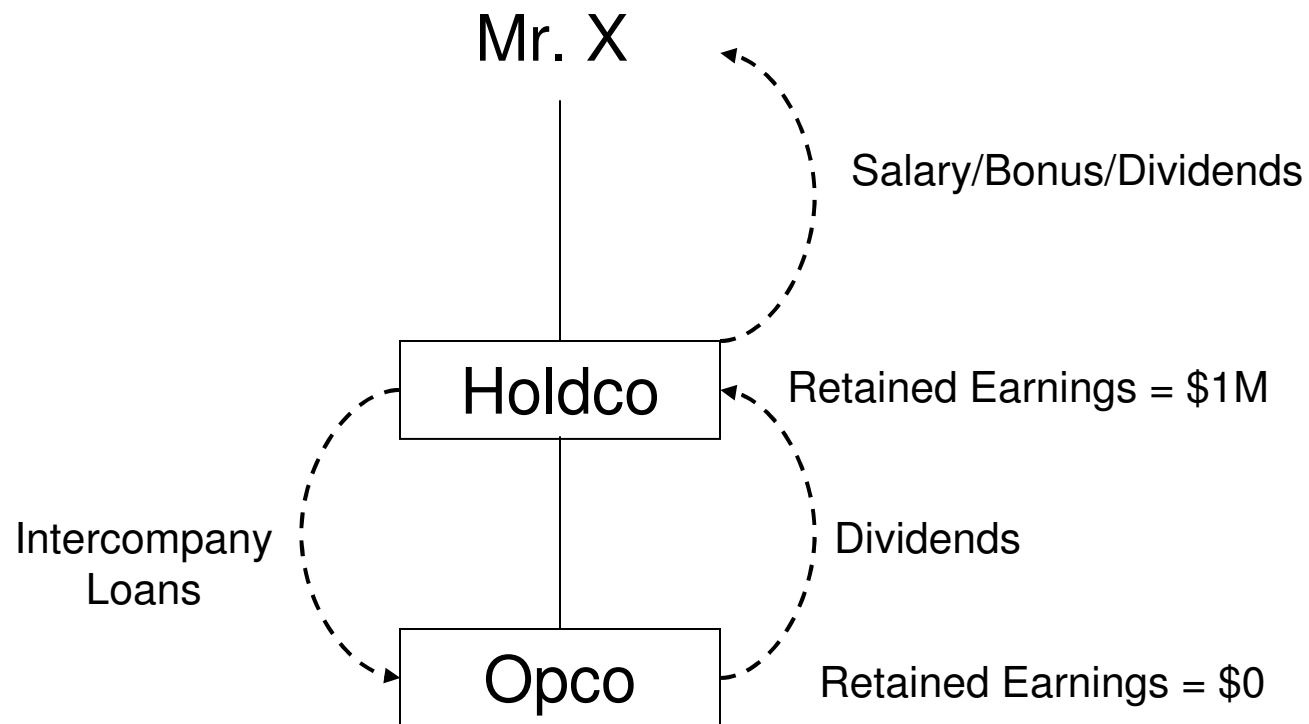 Mr. X
Salary/Bonus/Dividends
Holdco
Retained Earnings = $1M
Intercompany
Loans
Dividends
Opco
Retained Earnings = $0